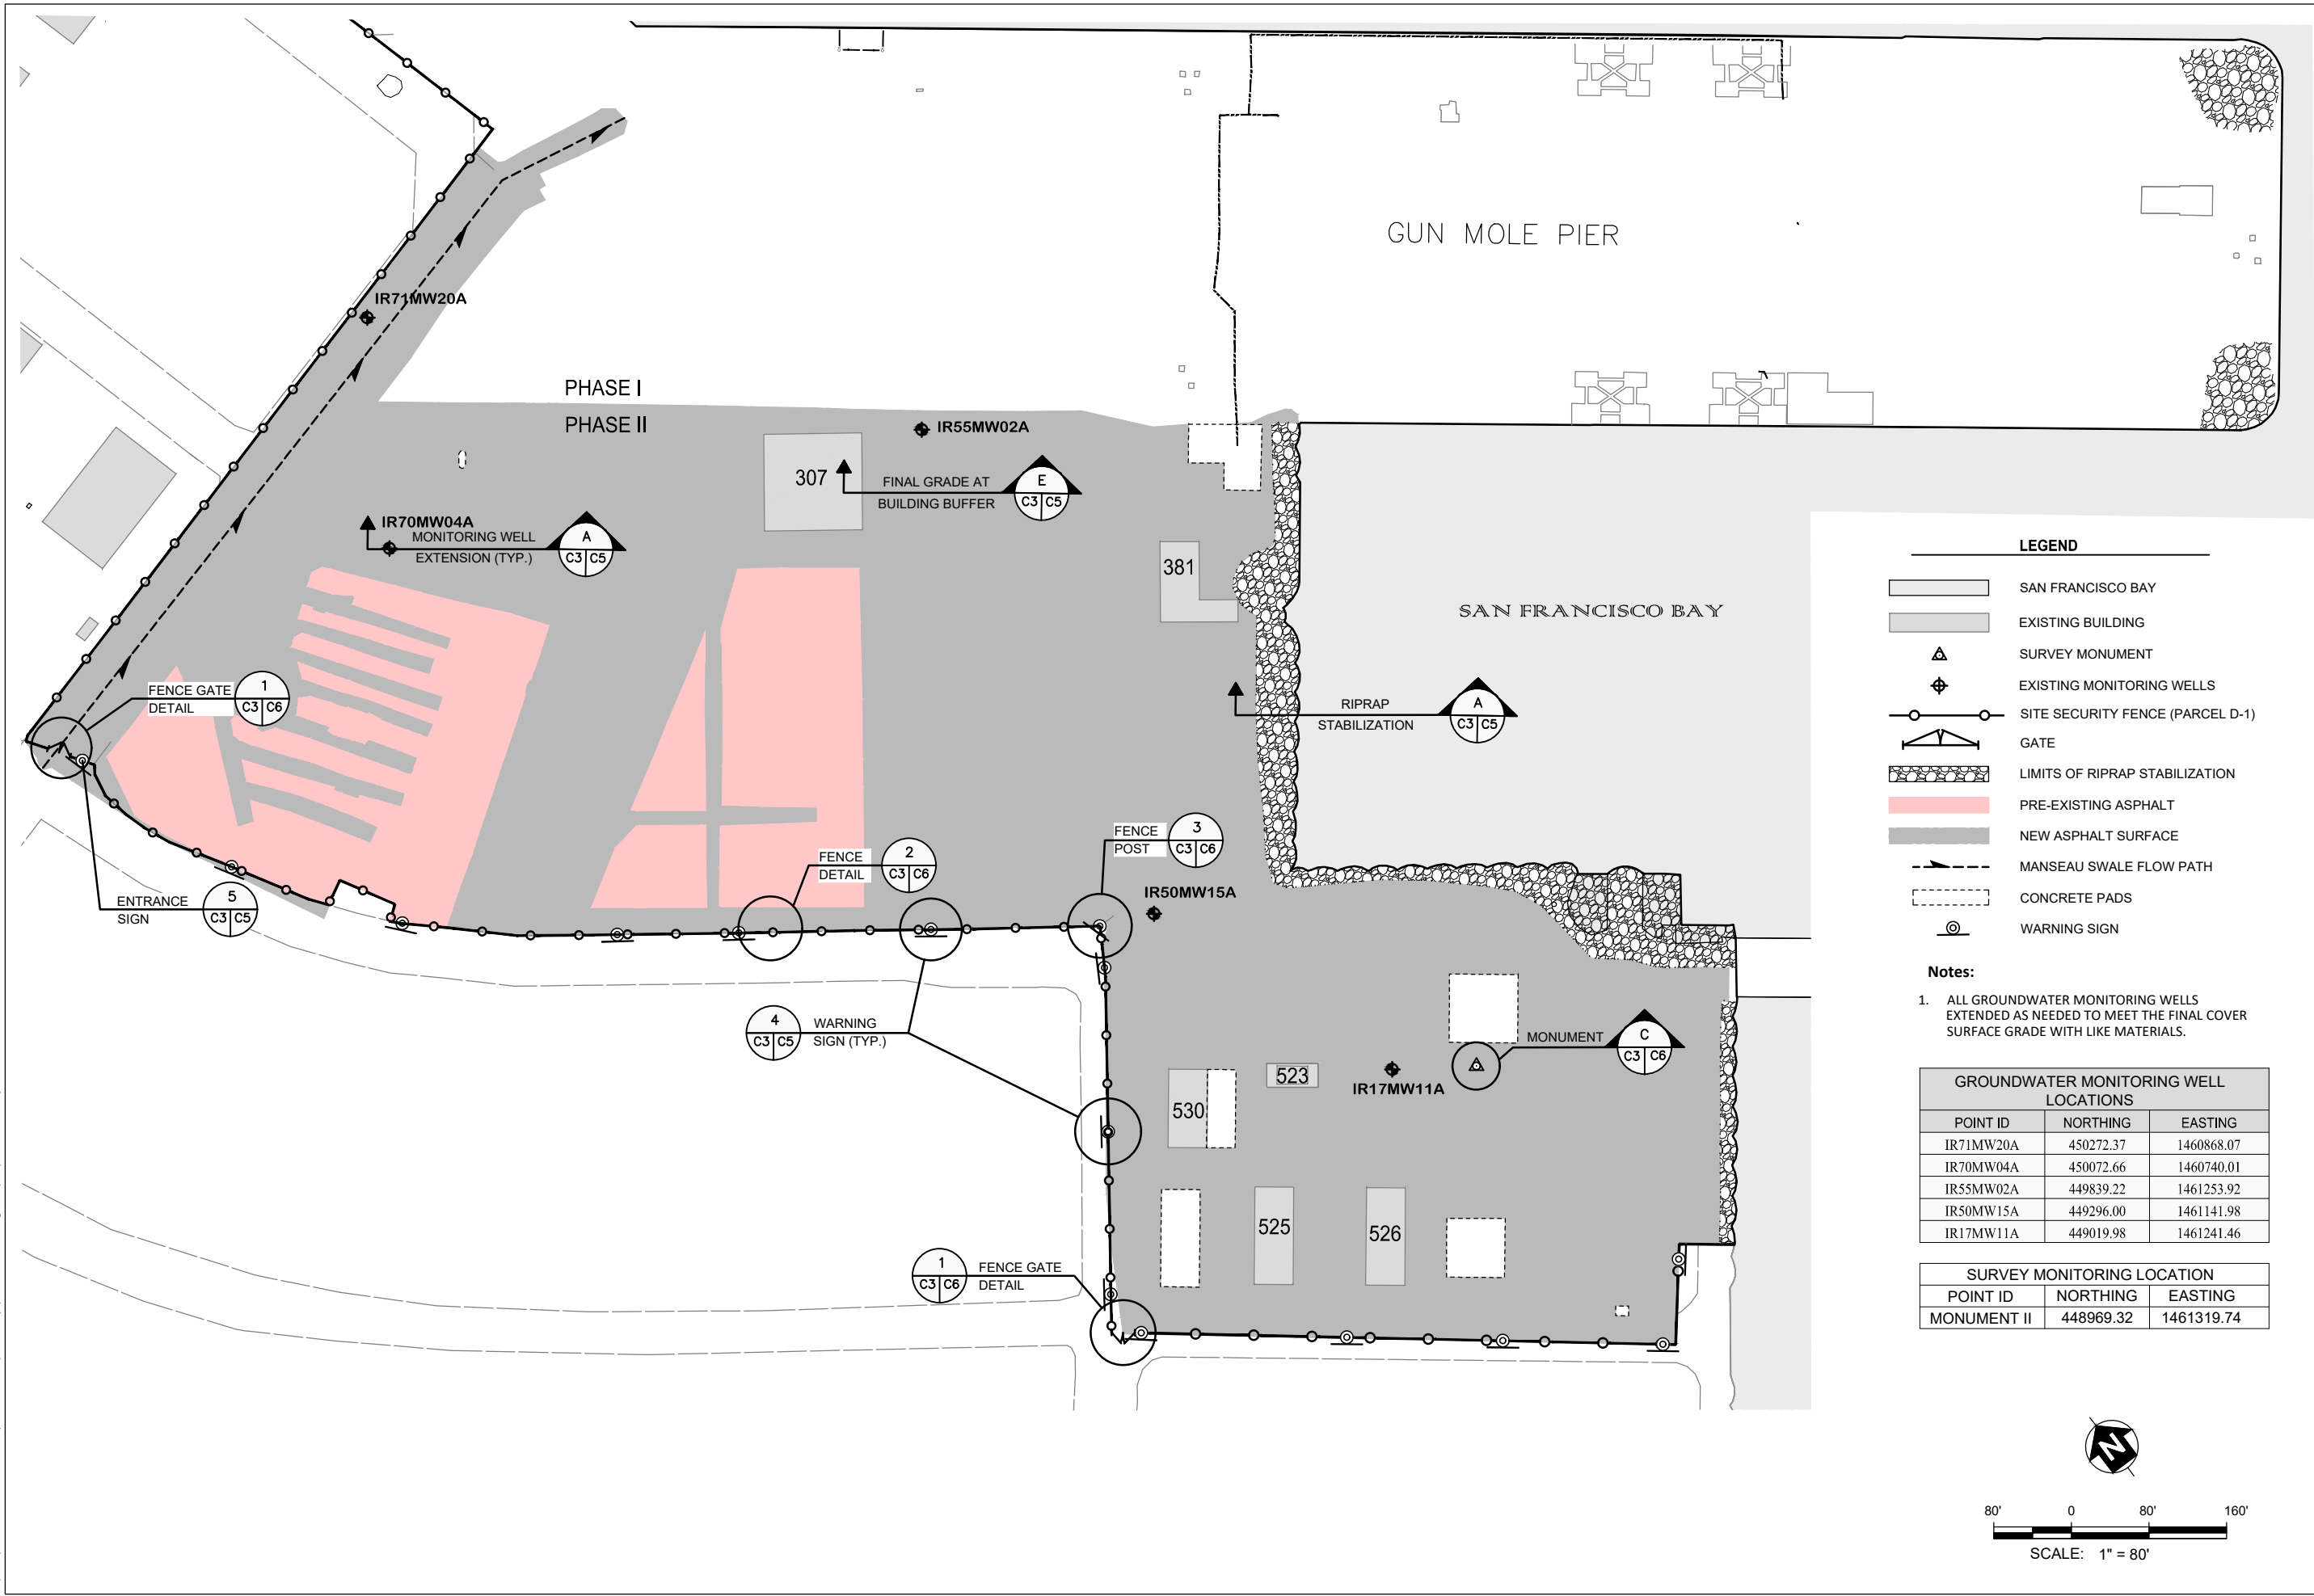 GUN MOLE PIER
IR71MW20A
PHASE I
PHASE II
IR55MW02A
307
FINAL GRADE AT
BUILDING BUFFER
E
C3 C5
IR70MW04A
MONITORING WELL
EXTENSION (TYP.)
A
C3 C5
381
SAN FRANCISCO BAY
FENCE GATE
DETAIL
1
C3 C6
RIPRAP
STABILIZATION
A
C3 C5
FENCE
POST
3
C3 C6
FENCE
DETAIL
2
C3 C6
ENTRANCE
SIGN
5
C3 C5
IR50MW15A
4
C3 C5
WARNING
SIGN (TYP.)
MONUMENT
C
C3 C6
523
IR17MW11A
530
525
526
1
C3 C6
FENCE GATE
DETAIL
LEGEND
SAN FRANCISCO BAY
EXISTING BUILDING
SURVEY MONUMENT
EXISTING MONITORING WELLS
SITE SECURITY FENCE (PARCEL D-1)
GATE
LIMITS OF RIPRAP STABILIZATION
PRE-EXISTING ASPHALT
NEW ASPHALT SURFACE
MANSEAU SWALE FLOW PATH
CONCRETE PADS
WARNING SIGN
Notes:
1. ALL GROUNDWATER MONITORING WELLS
EXTENDED AS NEEDED TO MEET THE FINAL COVER
SURFACE GRADE WITH LIKE MATERIALS.
GROUNDWATER MONITORING WELL
LOCATIONS
POINT ID NORTHING EASTING
IR71MW20A 450272.37 1460868.07
IR70MW04A 450072.66 1460740.01
IR55MW02A 449839.22 1461253.92
IR50MW15A 449296.00 1461141.98
IR17MW11A 449019.98 1461241.46
SURVEY MONITORING LOCATION
POINT ID NORTHING EASTING
MONUMENT II 448969.32 1461319.74
N
80' 0 80' 160'
SCALE: 1" = 80'